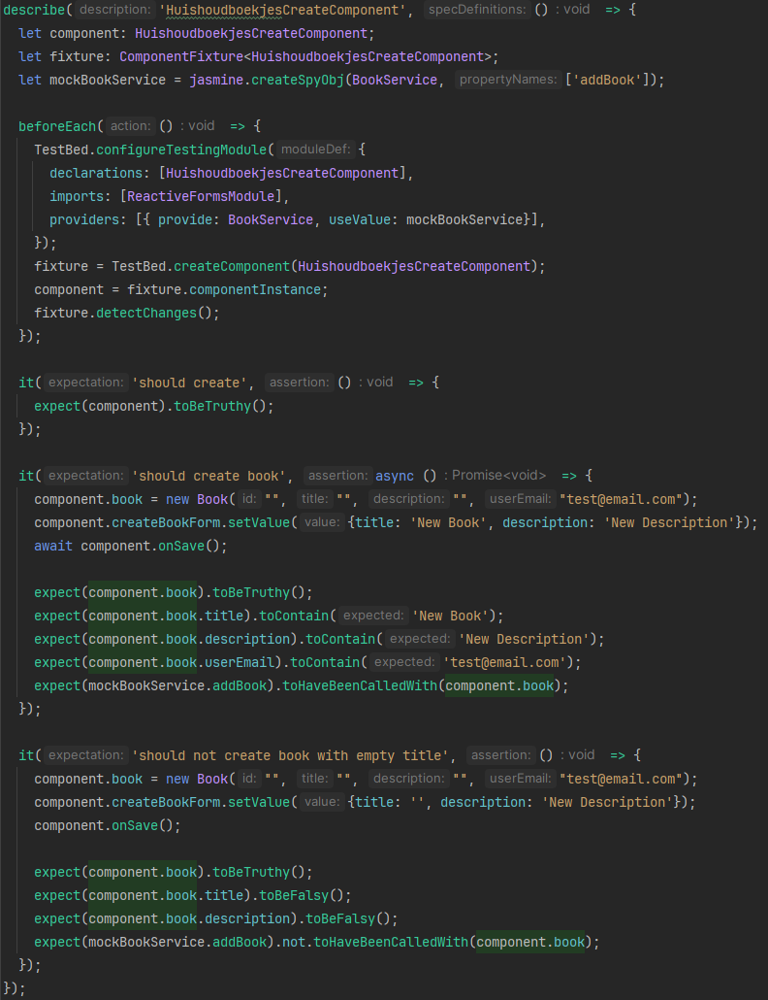 describe( description: 'HuishoudboekjesCreateComponent', specDefinitions: () : void => {
  let component: HuishoudboekjesCreateComponent;
  let fixture: ComponentFixture<HuishoudboekjesCreateComponent>;
  let mockBookService = jasmine.createSpyObj(BookService, propertyNames: ['addBook']);

  beforeEach( action: () : void => {
    TestBed.configureTestingModule( moduleDef: {
      declarations: [HuishoudboekjesCreateComponent],
      imports: [ReactiveFormsModule],
      providers: [{ provide: BookService, useValue: mockBookService}],
    });
    fixture = TestBed.createComponent(HuishoudboekjesCreateComponent);
    component = fixture.componentInstance;
    fixture.detectChanges();
  });

  it( expectation: 'should create', assertion: () : void => {
    expect(component).toBeTruthy();
  });

  it( expectation: 'should create book', assertion: async () : Promise<void> => {
    component.book = new Book( id: "", title: "", description: "", userEmail: "test@email.com");
    component.createBookForm.setValue( value: {title: 'New Book', description: 'New Description'});
    await component.onSave();

    expect(component.book).toBeTruthy();
    expect(component.book.title).toContain( expected: 'New Book');
    expect(component.book.description).toContain( expected: 'New Description');
    expect(component.book.userEmail).toContain( expected: 'test@email.com');
    expect(mockBookService.addBook).toHaveBeenCalledWith(component.book);
  });

  it( expectation: 'should not create book with empty title', assertion: () : void => {
    component.book = new Book( id: "", title: "", description: "", userEmail: "test@email.com");
    component.createBookForm.setValue( value: {title: '', description: 'New Description'});
    component.onSave();

    expect(component.book).toBeTruthy();
    expect(component.book.title).toBeFalsy();
    expect(component.book.description).toBeFalsy();
    expect(mockBookService.addBook).not.toHaveBeenCalledWith(component.book);
  });
});